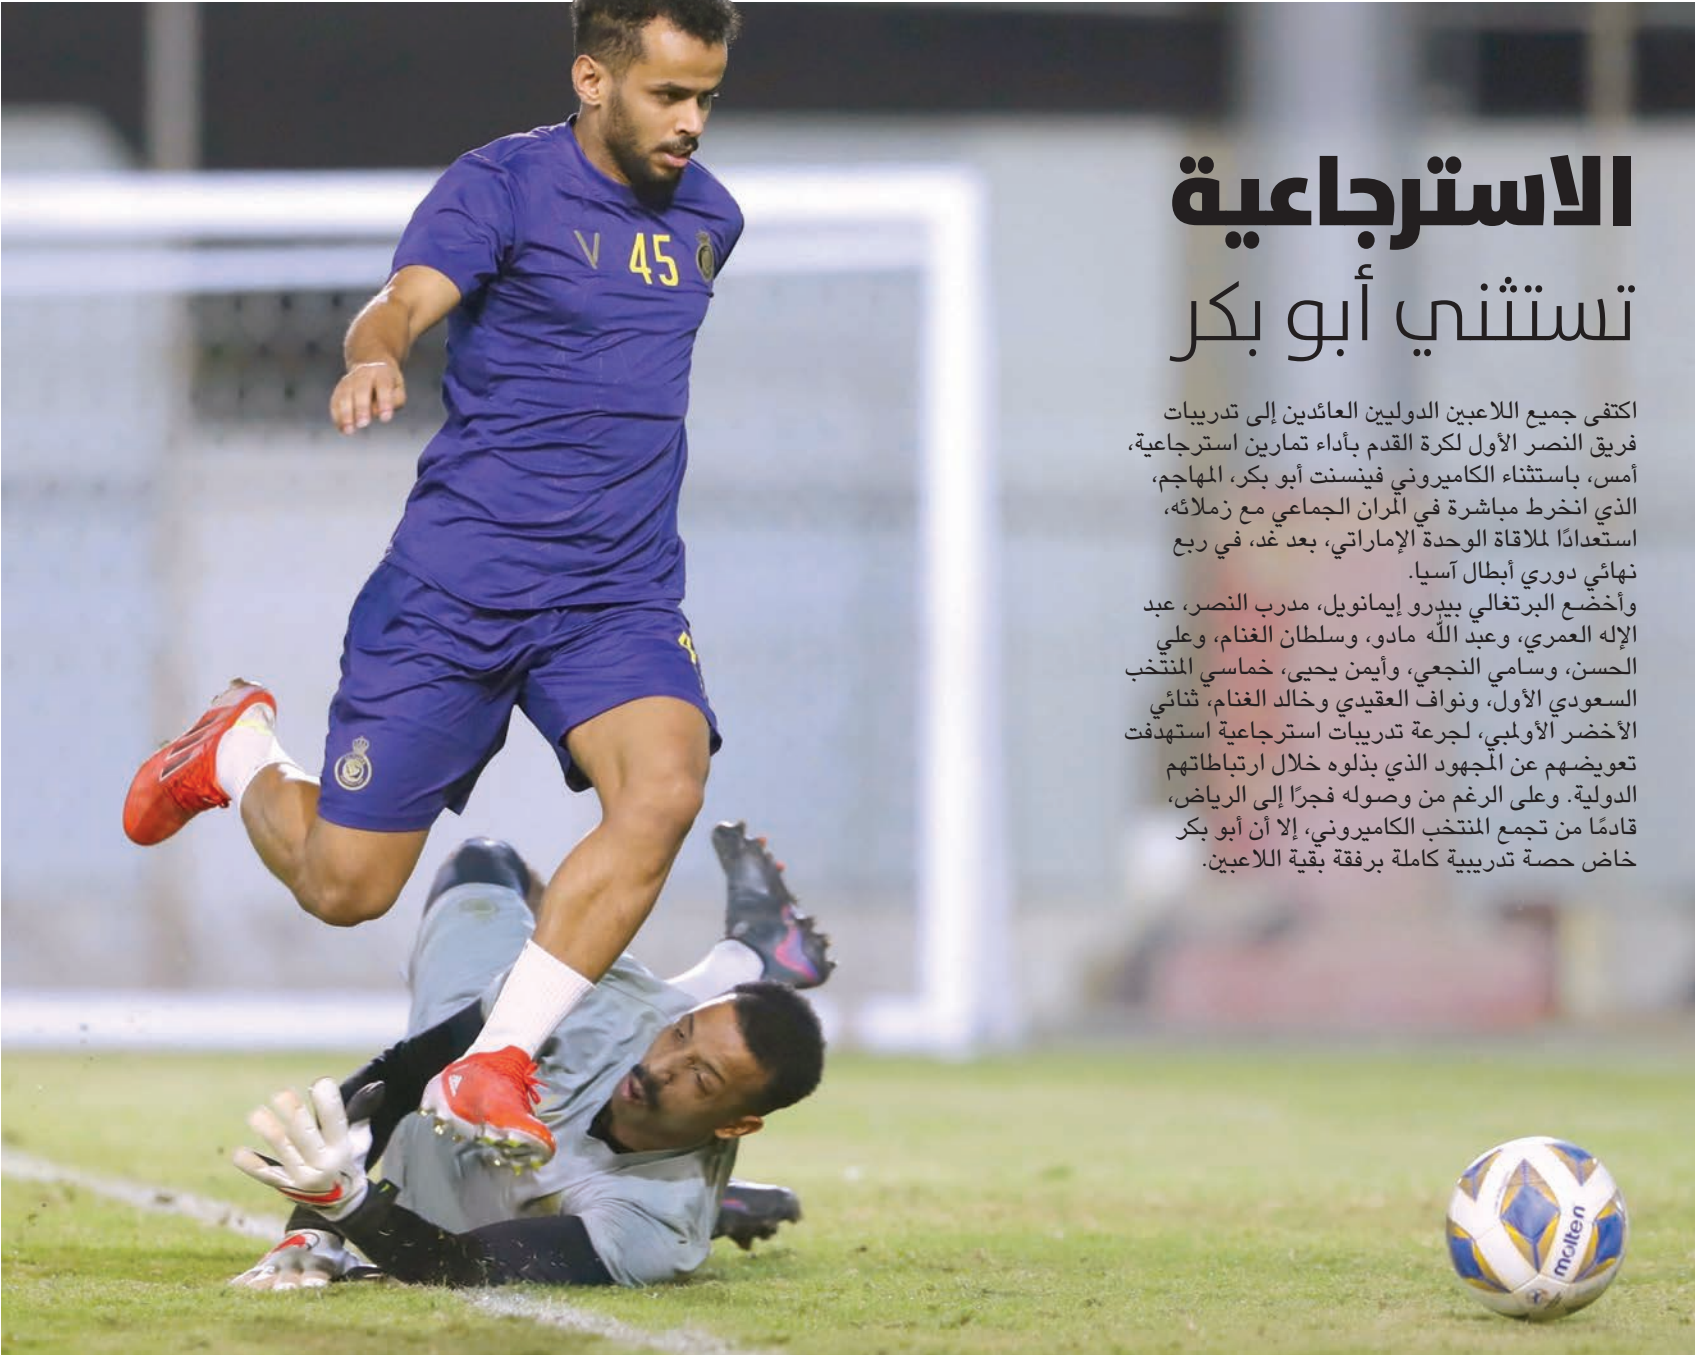 الاسترجاعية
تستثني أبو بكر
اكتفى جميع اللاعبين الدوليين العائدين إلى تدريبات
فريق النصر الأول لكرة القدم بأداء تمارين استرجاعية،
أمس، باستثناء الكاميروني فينسنت أبو بكر، المهاجم،
الذي انخرط مباشرة في المران الجماعي مع زملائه،
استعدادًا لملاقاة الوحدة الإماراتي، بعد غد، في ربع
نهائي دوري أبطال آسيا.
وأخضع البرتغالي بيدرو إيمانويل، مدرب النصر، عبد
الإله العمري، وعبد الله مادو، وسلطان الغنام، وعلي
الحسن، وسامي النجعي، وأيمن يحيى، خماسي المنتخب
السعودي الأول، ونواف العقيدي وخالد الغنام، ثنائي
الأخضر الأولمبي، لجرعة تدريبات استرجاعية استهدفت
تعويضهم عن المجهود الذي بذلوه خلال ارتباطاتهم
الدولية. وعلى الرغم من وصوله فجرًا إلى الرياض،
قادمًا من تجمع المنتخب الكاميروني، إلا أن أبو بكر
خاض حصة تدريبية كاملة برفقة بقية اللاعبين.
45
4
molten